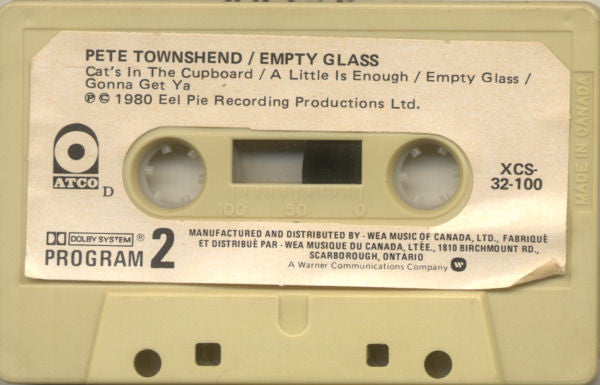 PETE TOWNSHEND / EMPTY GLASS
Cat's In The Cupboard / A Little Is Enough / Empty Glass /
Gonna Get Ya
℗ © 1980 Eel Pie Recording Productions Ltd.
ATCO
D
100 50 0
XCS-
32-100
MADE IN CANADA
DOLBY SYSTEM ®
PROGRAM 2
MANUFACTURED AND DISTRIBUTED BY - WEA MUSIC OF CANADA, LTD., FABRIQUÈ
ET DISTRIBUÈ PAR - WEA MUSIQUE DU CANADA, LTÈE., 1810 BIRCHMOUNT RD.,
SCARBOROUGH, ONTARIO
A Warner Communications Company